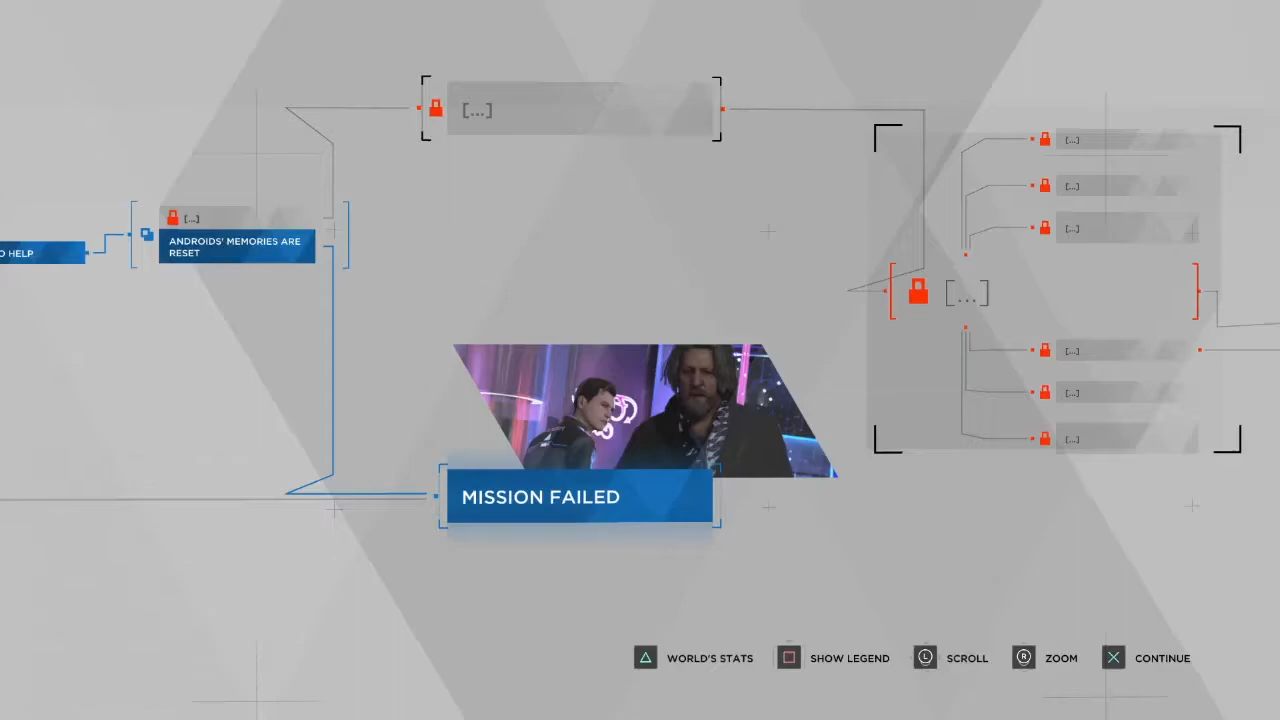 [...]
[...]
[...]
[...]
[...]
ANDROIDS' MEMORIES ARE
RESET
O HELP
[...]
[...]
[...]
[...]
MISSION FAILED
WORLD'S STATS
SHOW LEGEND
L
SCROLL
R
ZOOM
CONTINUE